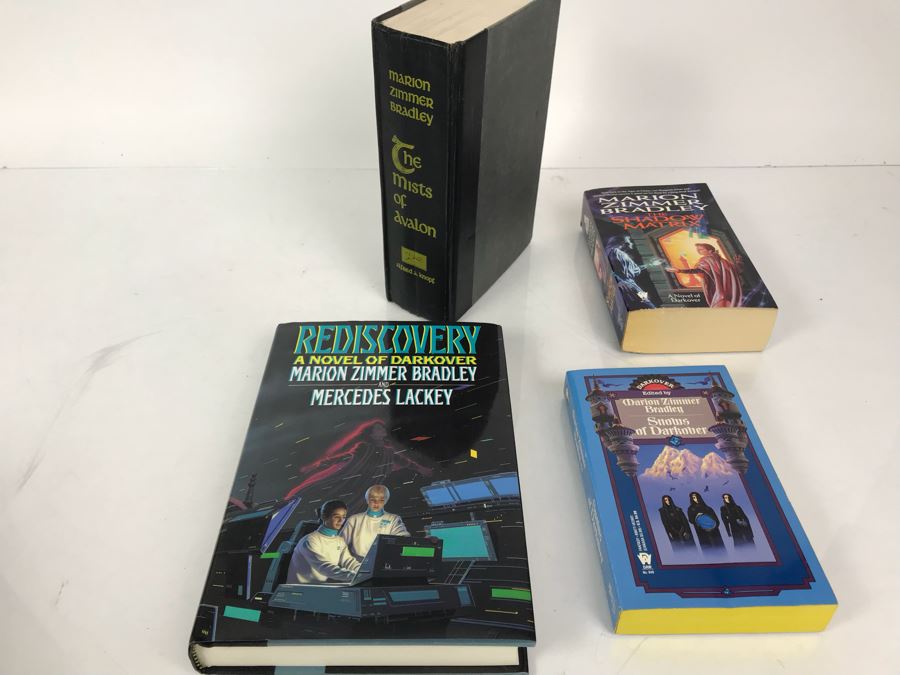 marion
zimmer
Bradley
The
mists
of
avalon
alfred a. knopf
MARION
ZIMMER
BRADLEY
THE
SHADOW
MATRIX
A Novel of
Darkover
REDISCOVERY
A NOVEL OF DARKOVER
MARION ZIMMER BRADLEY
AND
MERCEDES LACKEY
DARKOVER
Edited by
Marion Zimmer
Bradley
Snows
of Darkover
DAW